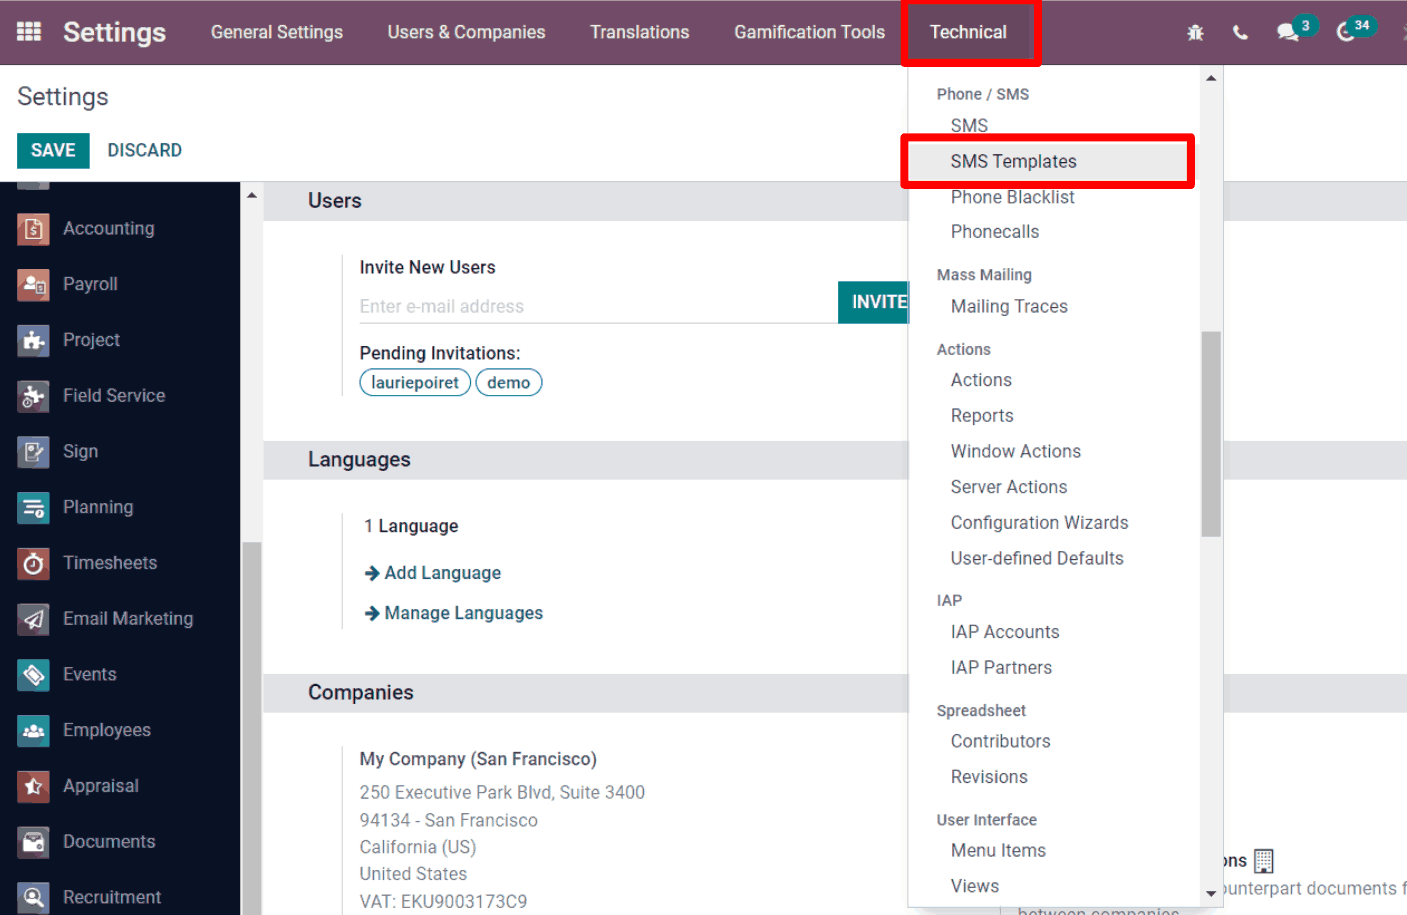 Settings
General Settings
Users & Companies
Translations
Gamification Tools
Technical
3
34
Settings
SAVE
DISCARD
Accounting
Payroll
Project
Field Service
Sign
Planning
Timesheets
Email Marketing
Events
Employees
Appraisal
Documents
Recruitment
Users
Invite New Users
Enter e-mail address
INVITE
Pending Invitations:
lauriepoiret
demo
Languages
1 Language
Add Language
Manage Languages
Companies
My Company (San Francisco)
250 Executive Park Blvd, Suite 3400
94134 - San Francisco
California (US)
United States
VAT: EKU9003173C9
Phone / SMS
SMS
SMS Templates
Phone Blacklist
Phonecalls
Mass Mailing
Mailing Traces
Actions
Actions
Reports
Window Actions
Server Actions
Configuration Wizards
User-defined Defaults
IAP
IAP Accounts
IAP Partners
Spreadsheet
Contributors
Revisions
User Interface
Menu Items
Views
ons
ounterpart documents f
between companies